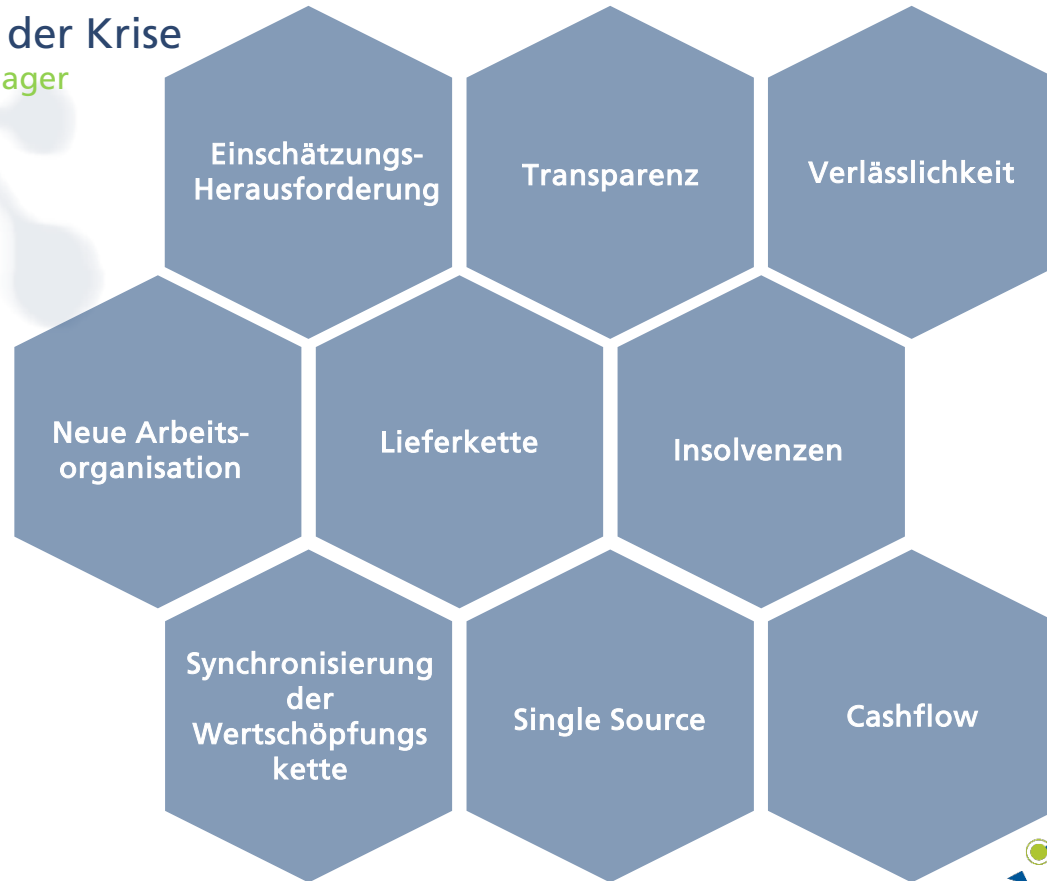 der Krise
ager
Einschätzungs-
Herausforderung
Transparenz
Verlässlichkeit
Neue Arbeits-
organisation
Lieferkette
Insolvenzen
Synchronisierung
der
Wertschöpfungs
kette
Single Source
Cashflow